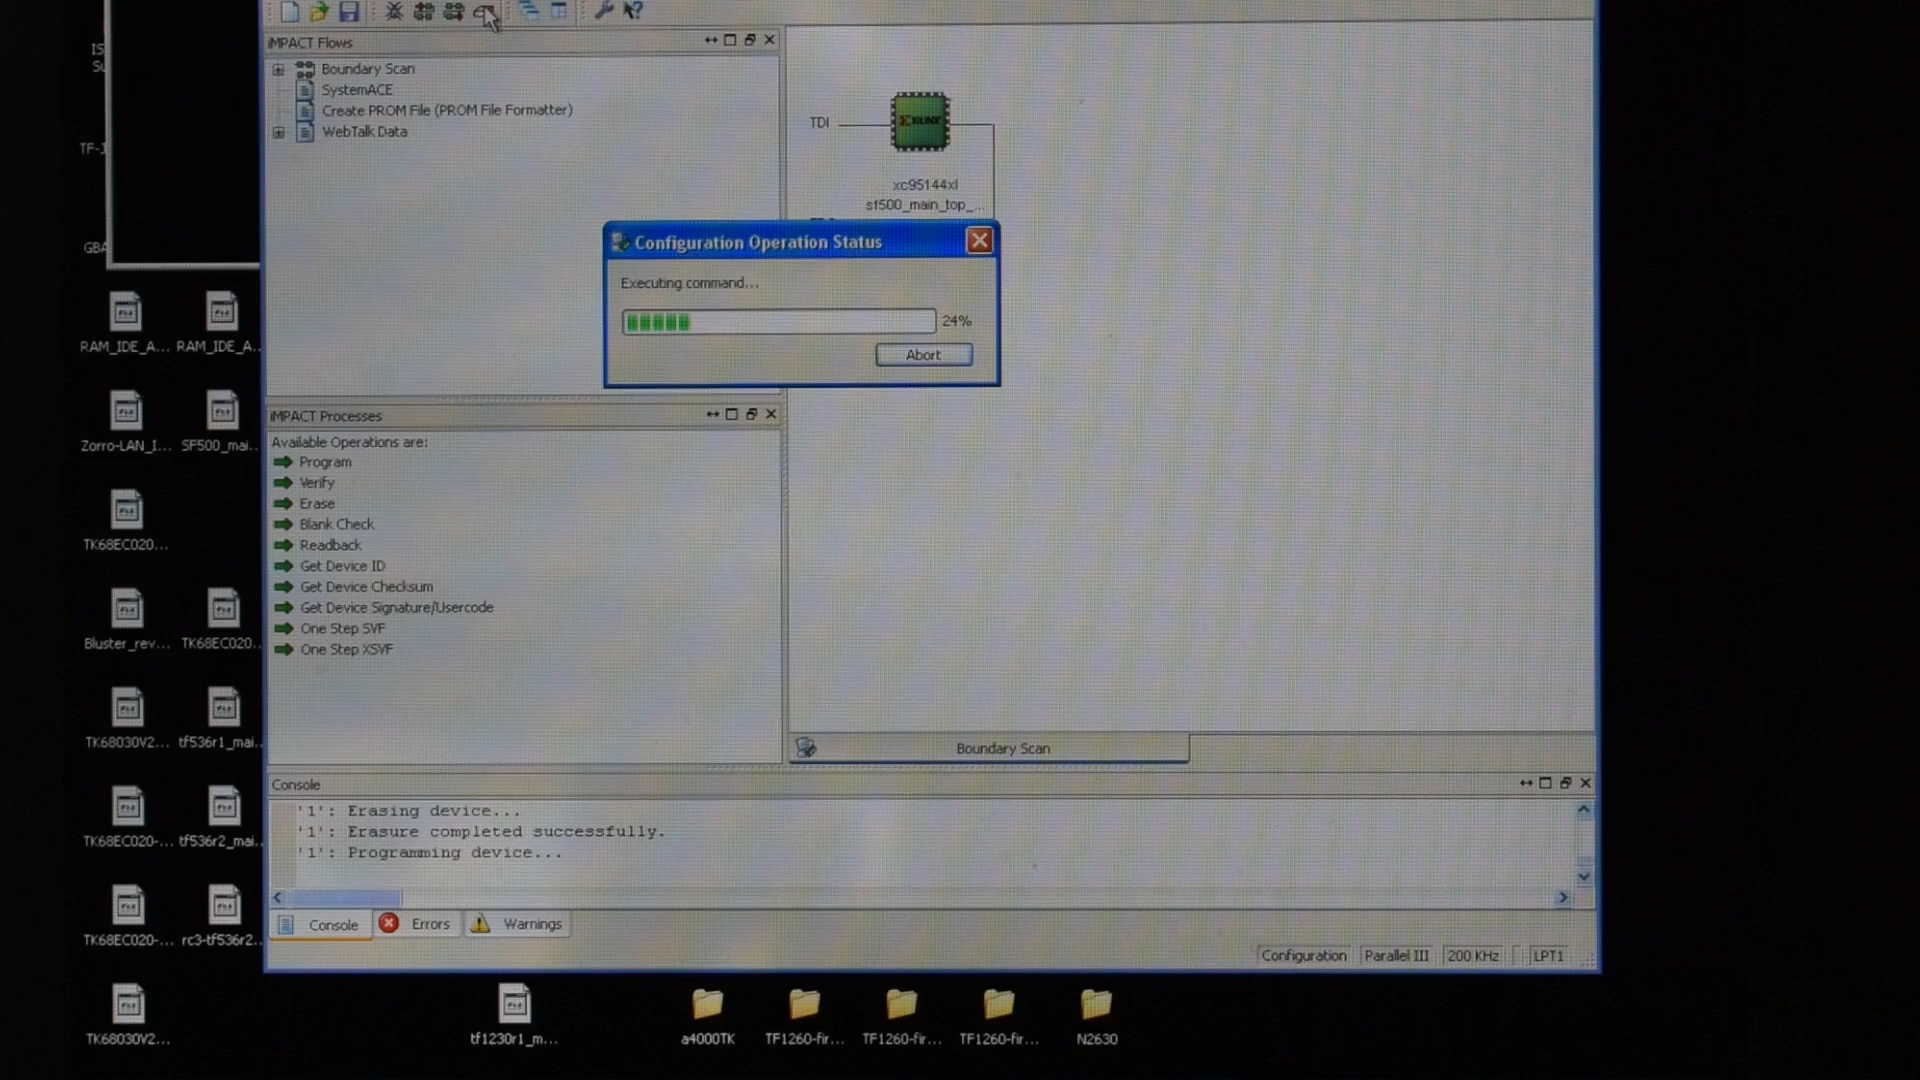 IS
Su
TF-J
GBA
RAM_IDE_A... RAM_IDE_A...
Zorro-LAN_I... SF500_mai...
TK68EC020...
Bluster_rev... TK68EC020...
TK68030V2... tf536r1_mai...
TK68EC020-... tf536r2_mai...
TK68EC020-... rc3-tf536r2...
TK68030V2...
iMPACT Flows
Boundary Scan
SystemACE
Create PROM File (PROM File Formatter)
WebTalk Data
TDI
XILINX
xc95144xl
sf500_main_top_...
Configuration Operation Status
Executing command...
24%
Abort
iMPACT Processes
Available Operations are:
Program
Verify
Erase
Blank Check
Readback
Get Device ID
Get Device Checksum
Get Device Signature/Usercode
One Step SVF
One Step XSVF
Boundary Scan
Console
'1': Erasing device...
'1': Erasure completed successfully.
'1': Programming device...
Console Errors Warnings
Configuration Parallel III 200 KHz LPT1
tf1230r1_m... a4000TK TF1260-fir... TF1260-fir... TF1260-fir... N2630